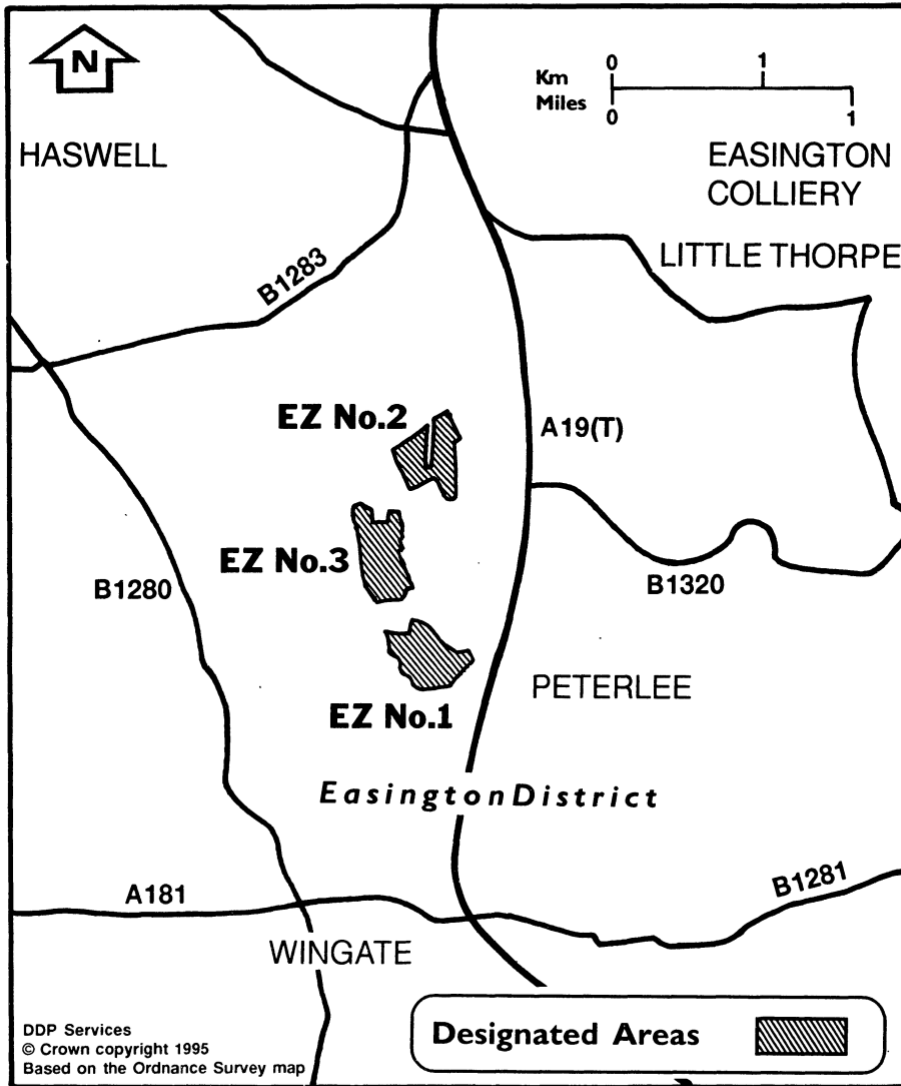 N
Km
0 1
Miles
0 1
HASWELL
EASINGTON
COLLIERY
LITTLE THORPE
B1283
EZ No.2
A19(T)
EZ No.3
B1280
B1320
PETERLEE
EZ No.1
EasingtonDistrict
A181
B1281
WINGATE
Designated Areas
DDP Services
© Crown copyright 1995
Based on the Ordnance Survey map